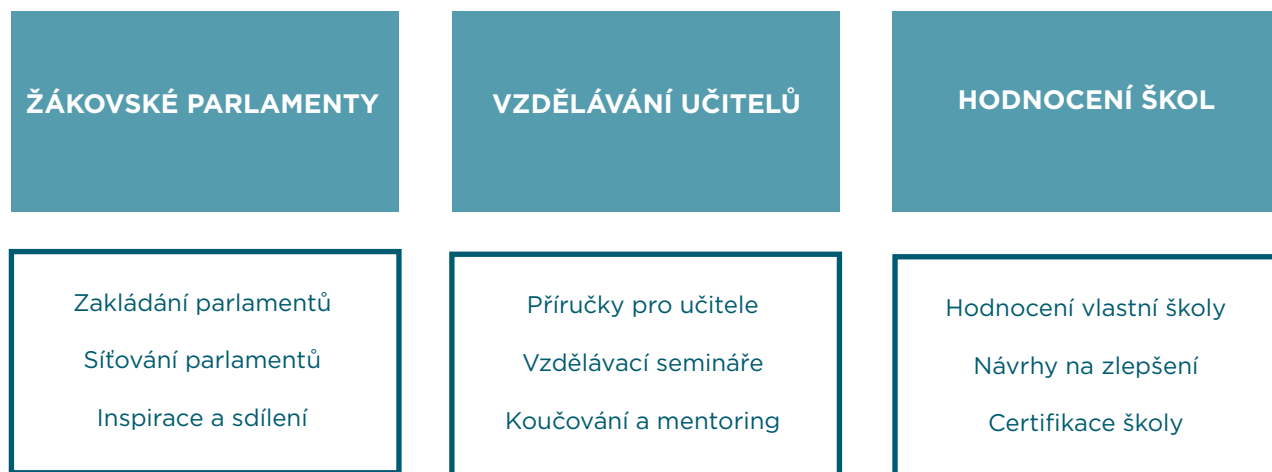 ŽÁKOVSKÉ PARLAMENTY
VZDĚLÁVÁNÍ UČITELŮ
HODNOCENÍ ŠKOL
Zakládání parlamentů
Síťování parlamentů
Inspirace a sdílení
Příručky pro učitele
Vzdělávací semináře
Koučování a mentoring
Hodnocení vlastní školy
Návrhy na zlepšení
Certifikace školy